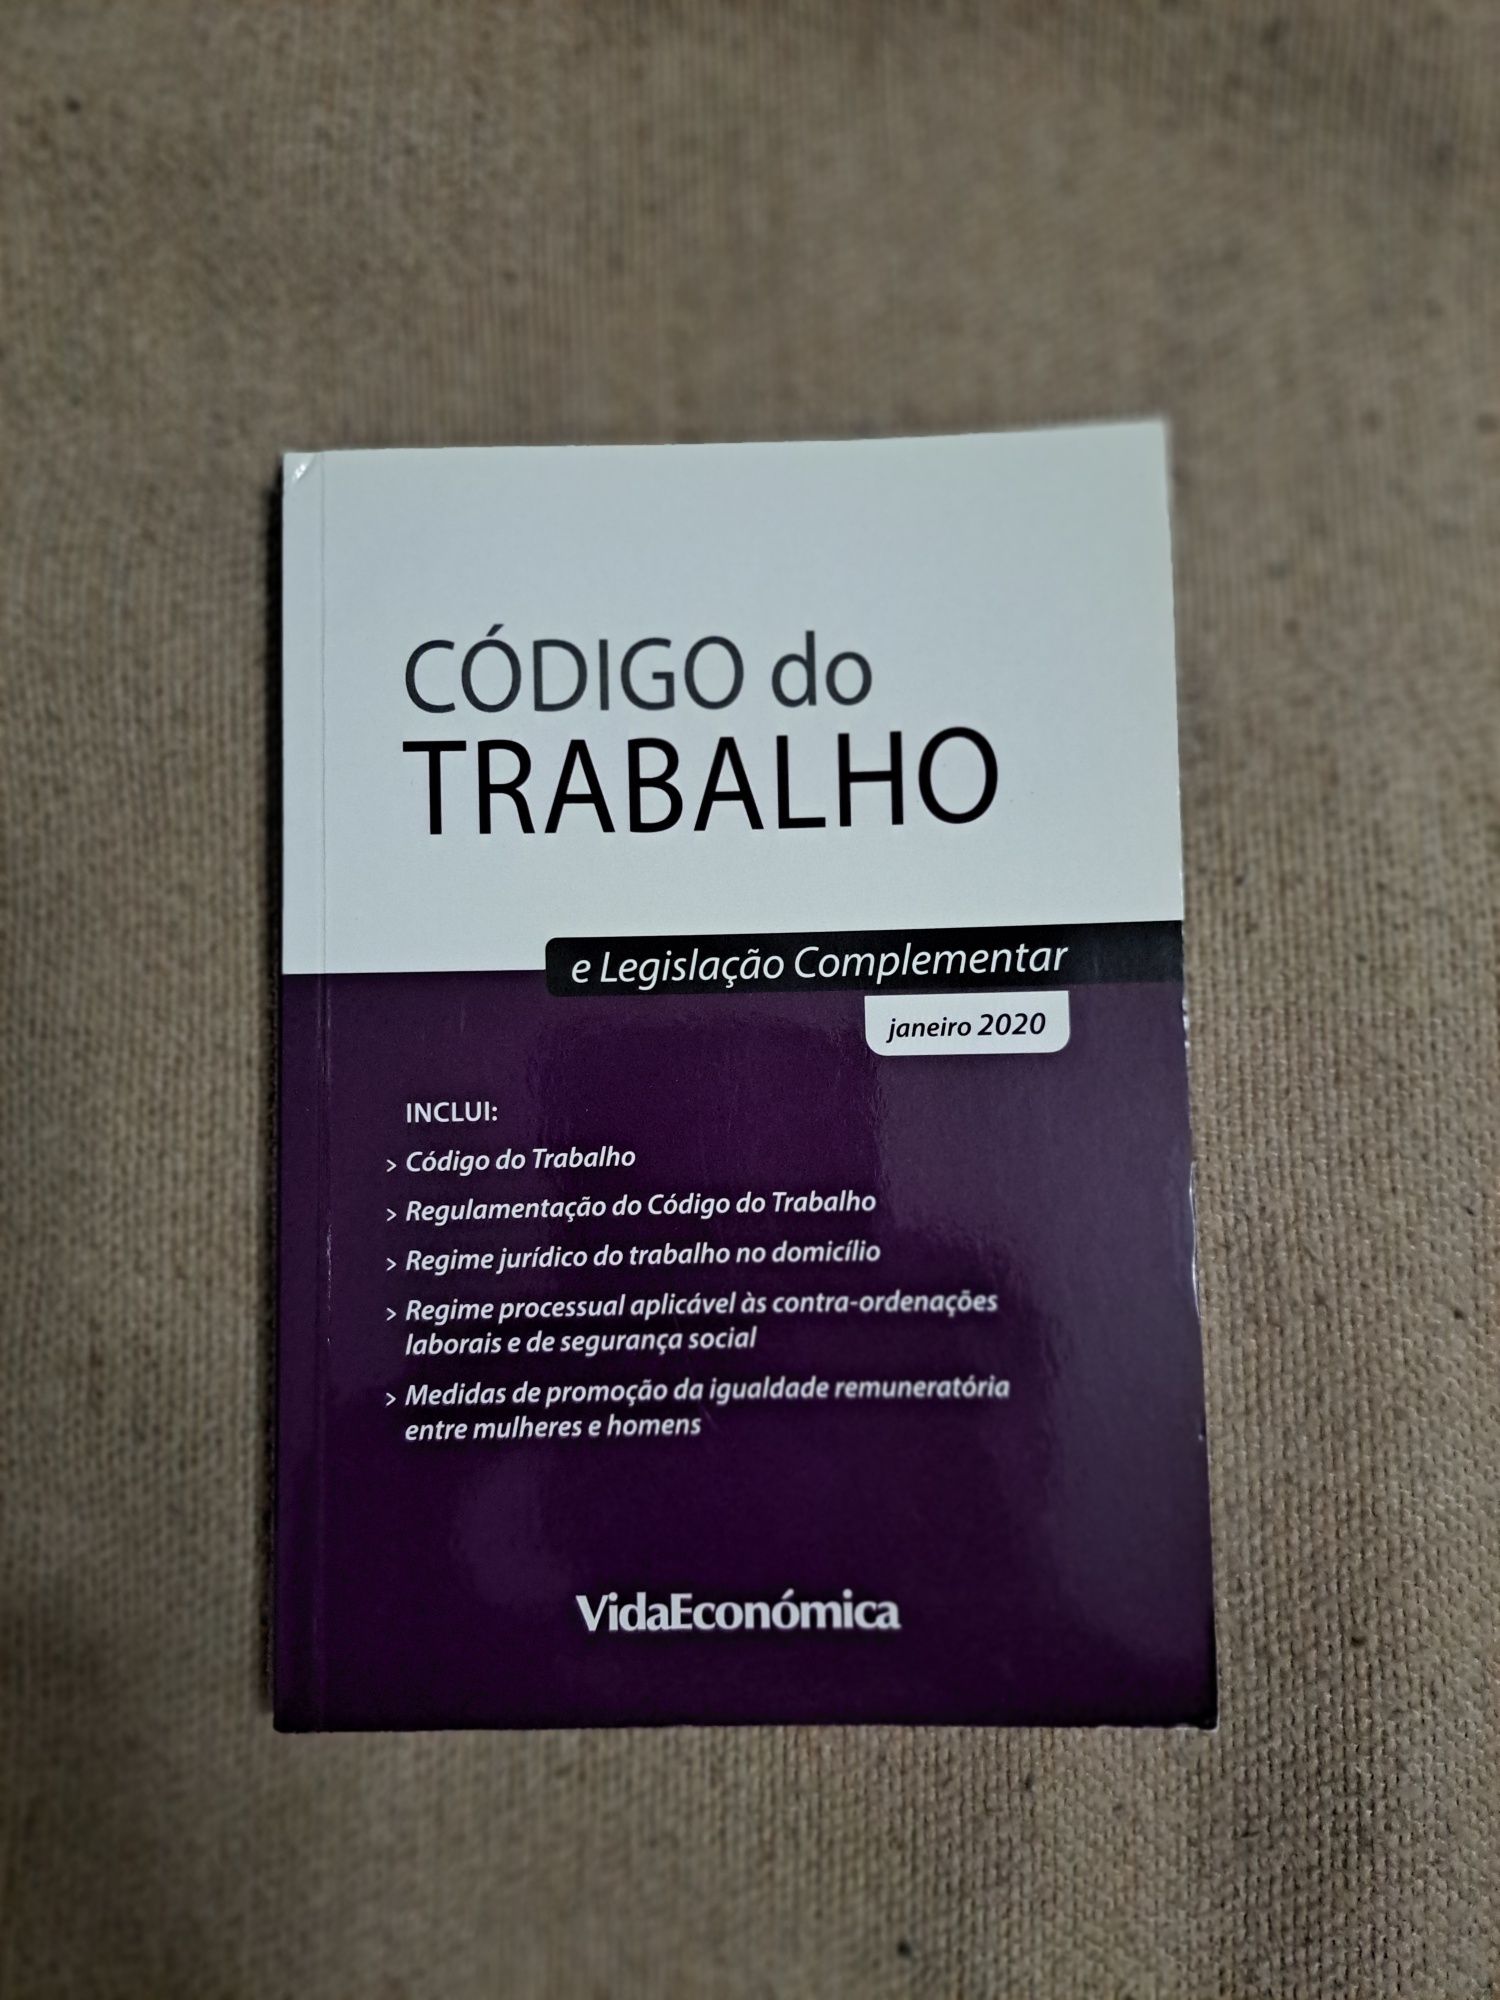 CÓDIGO do
TRABALHO
e Legislação Complementar
janeiro 2020
INCLUI:
> Código do Trabalho
> Regulamentação do Código do Trabalho
> Regime jurídico do trabalho no domicílio
> Regime processual aplicável às contra-ordenações
laborais e de segurança social
> Medidas de promoção da igualdade remuneratória
entre mulheres e homens
VidaEconómica